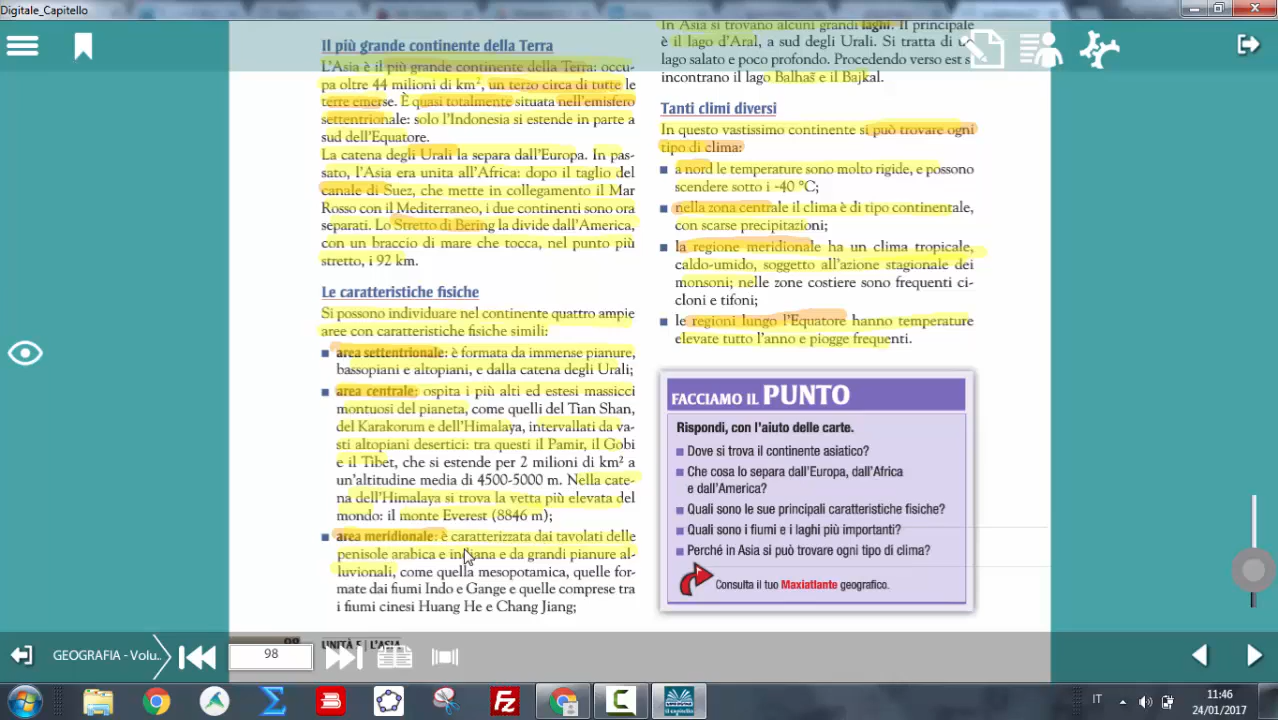 Digitale_Capitello
Il più grande continente della Terra
L'Asia è il più grande continente della Terra: occu-
pa oltre 44 milioni di km², un terzo circa di tutte le
terre emerse. È quasi totalmente situata nell'emisfero
settentrionale: solo l'Indonesia si estende in parte a
sud dell'Equatore.
La catena degli Urali la separa dall'Europa. In pas-
sato, l'Asia era unita all'Africa: dopo il taglio del
canale di Suez, che mette in collegamento il Mar
Rosso con il Mediterraneo, i due continenti sono ora
separati. Lo Stretto di Bering la divide dall'America,
con un braccio di mare che tocca, nel punto più
stretto, i 92 km.
Le caratteristiche fisiche
Si possono individuare nel continente quattro ampie
aree con caratteristiche fisiche simili:
area settentrionale: è formata da immense pianure,
bassopiani e altopiani, e dalla catena degli Urali;
area centrale: ospita i più alti ed estesi massicci
montuosi del pianeta, come quelli del Tian Shan,
del Karakorum e dell'Himalaya, intervallati da va-
sti altopiani desertici: tra questi il Pamir, il Gobi
e il Tibet, che si estende per 2 milioni di km² a
un'altitudine media di 4500-5000 m. Nella cate-
na dell'Himalaya si trova la vetta più elevata del
mondo: il monte Everest (8846 m);
area meridionale: è caratterizzata dai tavolati delle
penisole arabica e indiana e da grandi pianure al-
luvionali, come quella mesopotamica, quelle for-
mate dai fiumi Indo e Gange e quelle comprese tra
i fiumi cinesi Huang He e Chang Jiang;
98 UNITÀ 5 | L'ASIA
In Asia si trovano alcuni grandi laghi. Il principale
è il lago d'Aral, a sud degli Urali. Si tratta di
lago salato e poco profondo. Procedendo verso est s
incontrano il lago Balhaš e il Bajkal.
Tanti climi diversi
In questo vastissimo continente si può trovare ogni
tipo di clima:
a nord le temperature sono molto rigide, e possono
scendere sotto i -40 °C;
nella zona centrale il clima è di tipo continentale,
con scarse precipitazioni;
la regione meridionale ha un clima tropicale,
caldo-umido, soggetto all'azione stagionale dei
monsoni; nelle zone costiere sono frequenti ci-
cloni e tifoni;
le regioni lungo l'Equatore hanno temperature
elevate tutto l'anno e piogge frequenti.
FACCIAMO IL PUNTO
Rispondi, con l'aiuto delle carte.
Dove si trova il continente asiatico?
Che cosa lo separa dall'Europa, dall'Africa
e dall'America?
Quali sono le sue principali caratteristiche fisiche?
Quali sono i fiumi e i laghi più importanti?
Perché in Asia si può trovare ogni tipo di clima?
Consulta il tuo Maxiatlante geografico.
GEOGRAFIA - Volu..
98
il capitello
IT
11:46
24/01/2017